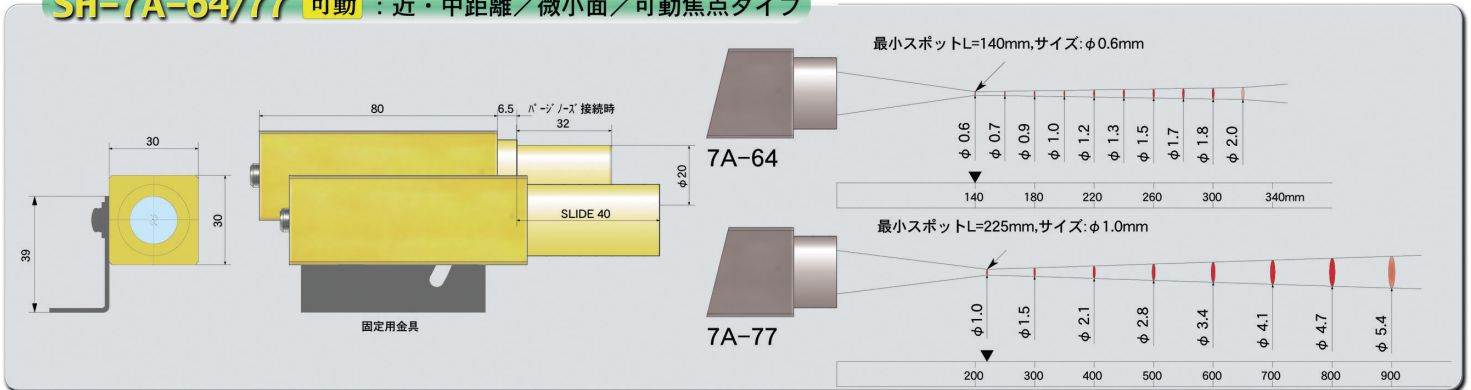 SH-7A-64/77 可動 : 近・中距離／微小面／可動焦点タイプ
30
30
39
80
6.5
パージノーズ接続時
32
φ20
SLIDE 40
固定用金具
最小スポットL=140mm,サイズ:φ0.6mm
7A-64
φ 0.6
φ 0.7
φ 0.9
φ 1.0
φ 1.2
φ 1.3
φ 1.5
φ 1.7
φ 1.8
φ 2.0
140 180 220 260 300 340mm
最小スポットL=225mm,サイズ:φ1.0mm
7A-77
φ1.0
φ1.5
φ 2.1
φ 2.8
φ 3.4
φ 4.1
φ 4.7
φ 5.4
200 300 400 500 600 700 800 900